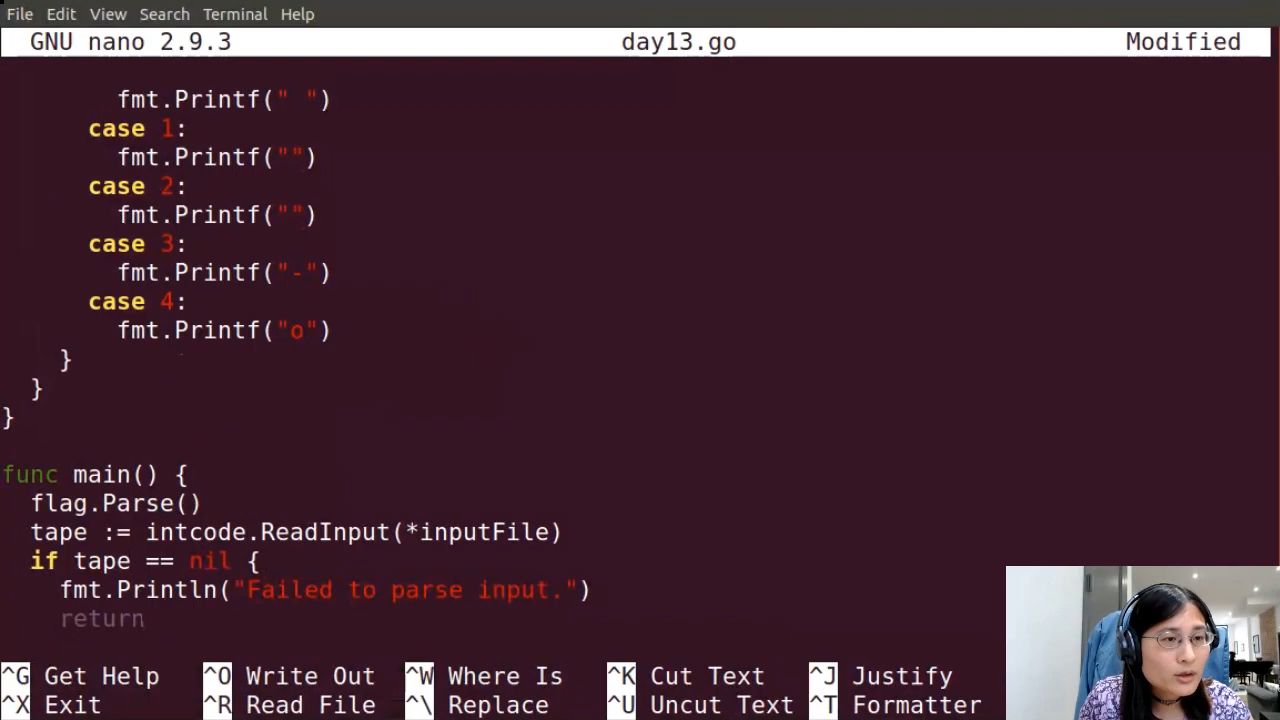 File Edit View Search Terminal Help
GNU nano 2.9.3 day13.go Modified
fmt.Printf(" ")
case 1:
fmt.Printf("")
case 2:
fmt.Printf("")
case 3:
fmt.Printf("-")
case 4:
fmt.Printf("o")
}
}
}
func main() {
flag.Parse()
tape := intcode.ReadInput(*inputFile)
if tape == nil {
fmt.Println("Failed to parse input.")
return
^G Get Help ^O Write Out ^W Where Is ^K Cut Text ^J Justify
^X Exit ^R Read File ^\ Replace ^U Uncut Text ^T Formatter